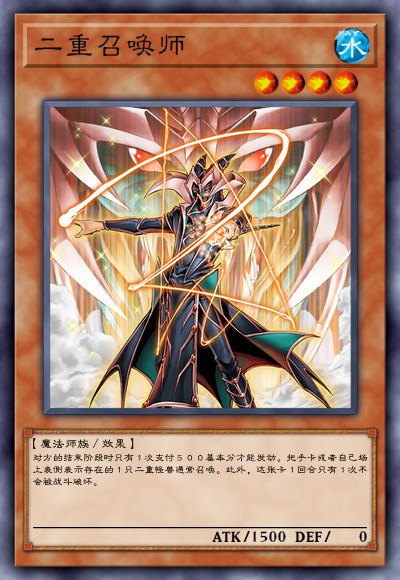 二重召唤师
水
【魔法师族／效果】
对方的结束阶段时只有１次支付５００基本分才能发动。把手卡或者自己场
上表侧表示存在的１只二重怪兽通常召唤。此外，这张卡１回合只有１次不
会被战斗破坏。
ATK/1500 DEF/ 0